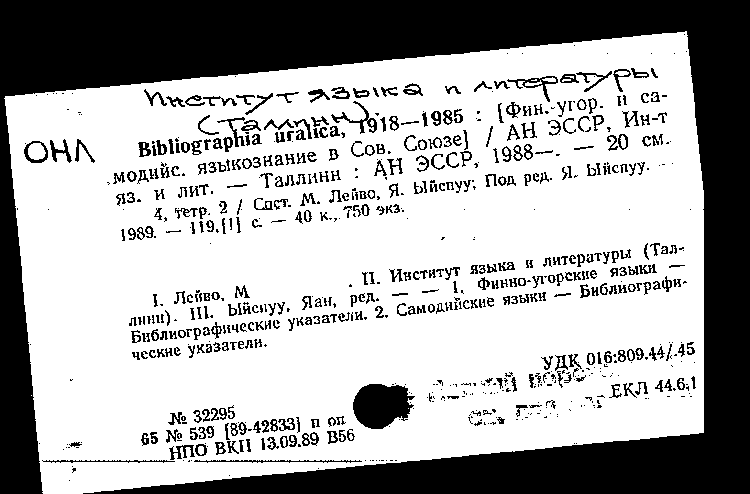 Институт языка и литературы
(Таллинн).
ОНЛ
Bibliographia uralica, 1918—1985 : [Фин.-угор. и са-
модийс. языкознание в Сов. Союзе] / АН ЭССР, Ин-т
яз. и лит. — Таллинн : АН ЭССР, 1988—. — 20 см.
4, тетр. 2 / Сост. М. Лейво, Я. Ыйспуу; Под ред. Я. Ыйспуу. —
1989. — 119,[1] с. — 40 к., 750 экз.
I. Лейво, М . II. Институт языка и литературы (Тал-
линн). III. Ыйспуу, Яан, ред. — — 1. Финно-угорские языки —
Библиографические указатели. 2. Самодийские языки — Библиографи-
ческие указатели.
УДК 016:809.44/.45
ЕКЛ 44.6.1
№ 32295
65 № 539 [89-42833] п оп
НПО ВКП 13.09.89 В56